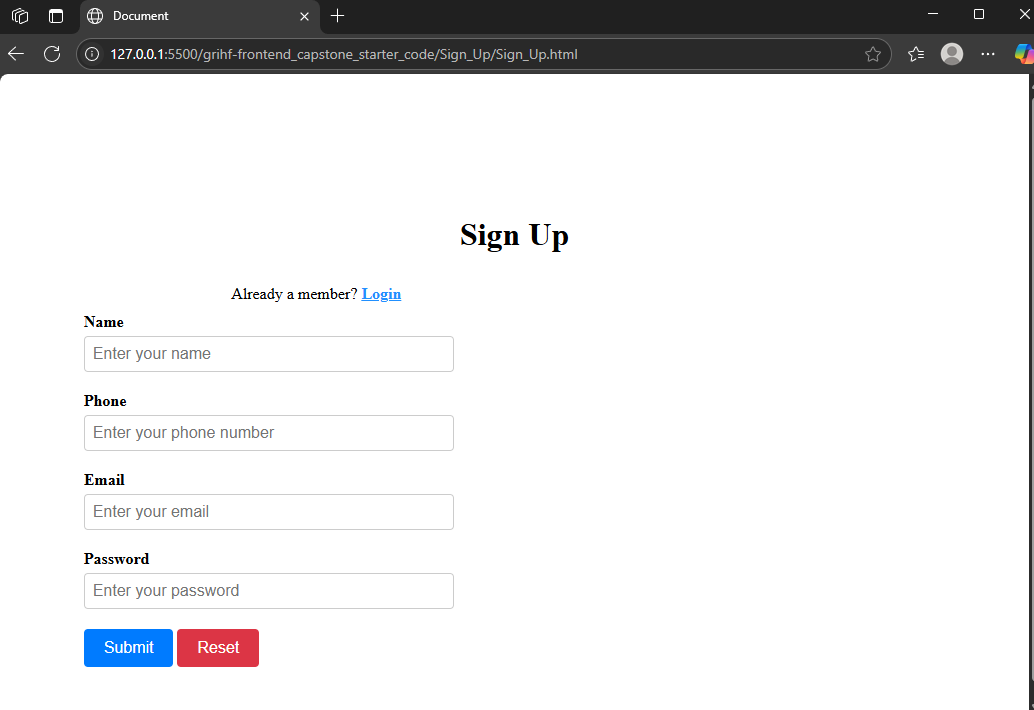 Document
127.0.0.1:5500/grihf-frontend_capstone_starter_code/Sign_Up/Sign_Up.html
Sign Up
Already a member? Login
Name
Enter your name
Phone
Enter your phone number
Email
Enter your email
Password
Enter your password
Submit Reset